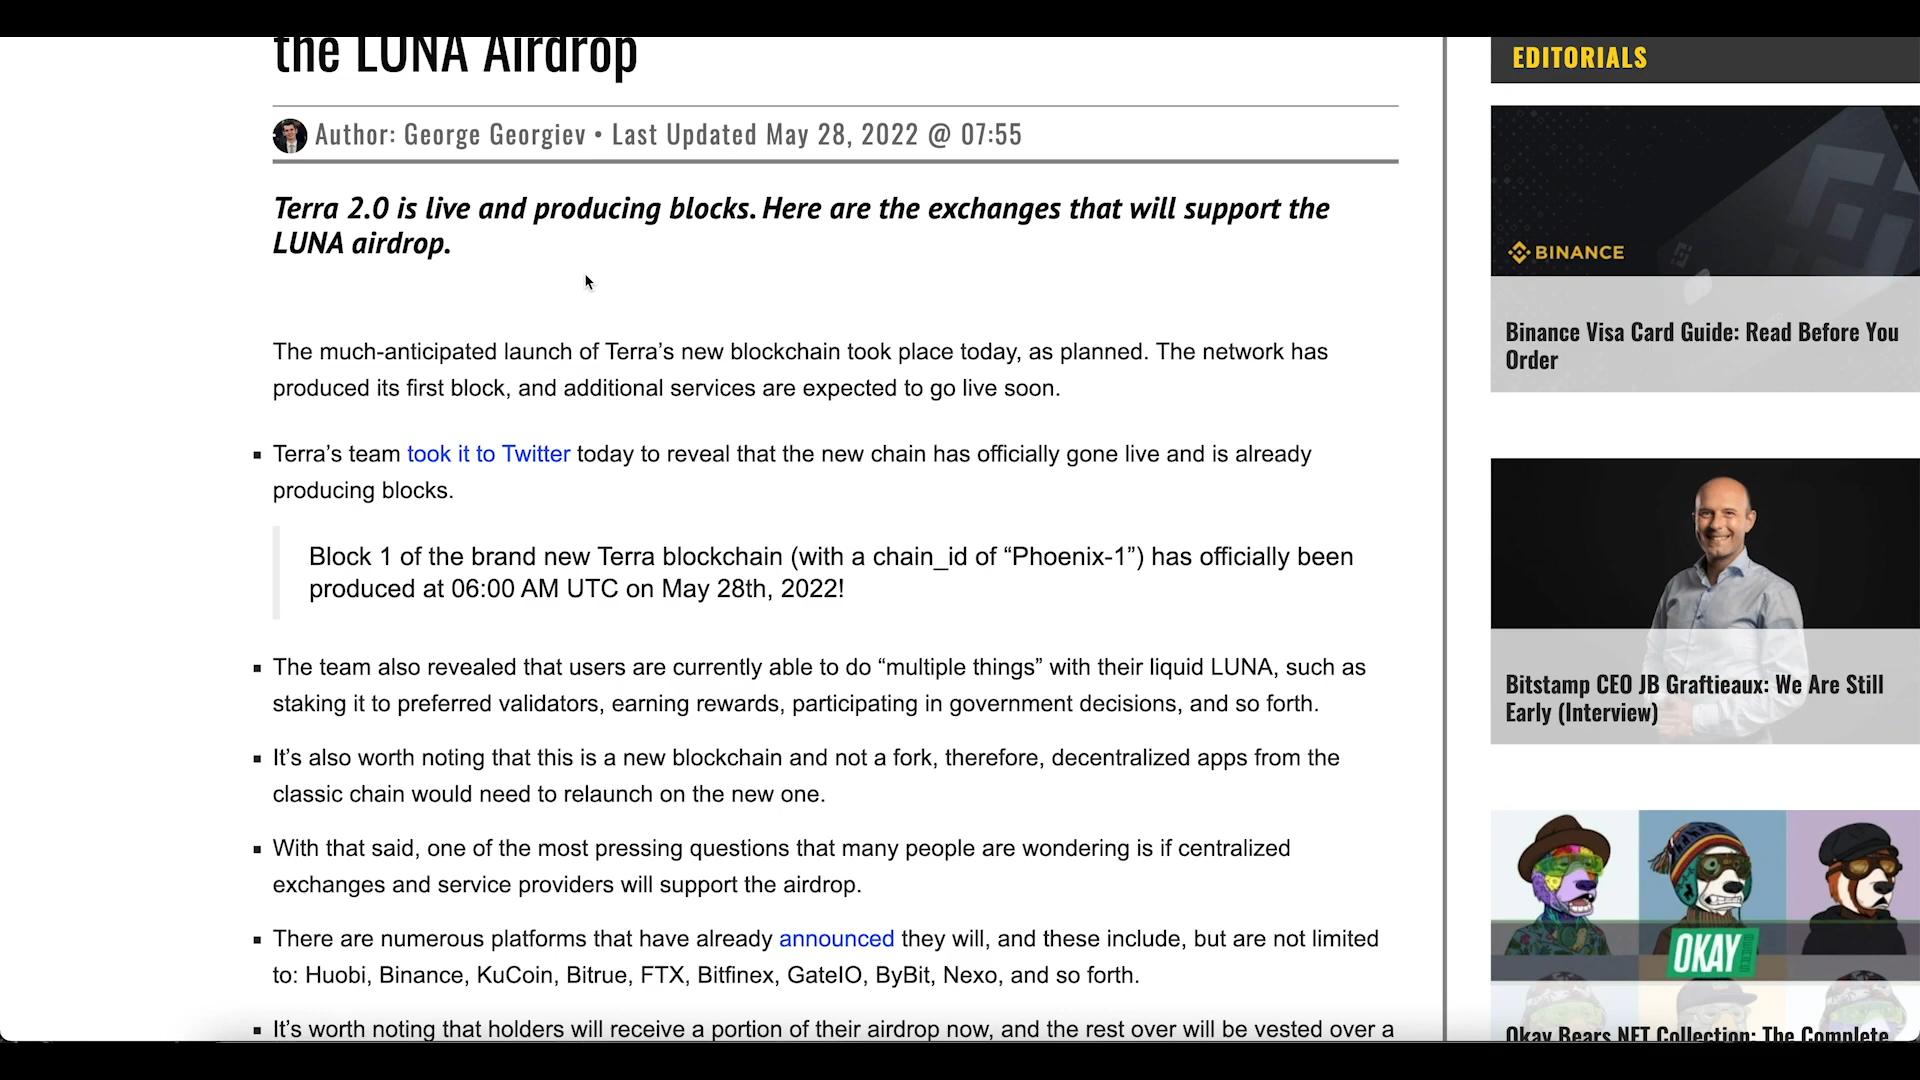 the LUNA Airdrop
Author: George Georgiev • Last Updated May 28, 2022 @ 07:55
Terra 2.0 is live and producing blocks. Here are the exchanges that will support the
LUNA airdrop.
The much-anticipated launch of Terra’s new blockchain took place today, as planned. The network has
produced its first block, and additional services are expected to go live soon.
▪ Terra’s team took it to Twitter today to reveal that the new chain has officially gone live and is already
producing blocks.
Block 1 of the brand new Terra blockchain (with a chain_id of “Phoenix-1”) has officially been
produced at 06:00 AM UTC on May 28th, 2022!
▪ The team also revealed that users are currently able to do “multiple things” with their liquid LUNA, such as
staking it to preferred validators, earning rewards, participating in government decisions, and so forth.
▪ It’s also worth noting that this is a new blockchain and not a fork, therefore, decentralized apps from the
classic chain would need to relaunch on the new one.
▪ With that said, one of the most pressing questions that many people are wondering is if centralized
exchanges and service providers will support the airdrop.
▪ There are numerous platforms that have already announced they will, and these include, but are not limited
to: Huobi, Binance, KuCoin, Bitrue, FTX, Bitfinex, GateIO, ByBit, Nexo, and so forth.
▪ It’s worth noting that holders will receive a portion of their airdrop now, and the rest over will be vested over a
EDITORIALS
BINANCE
Binance Visa Card Guide: Read Before You
Order
Bitstamp CEO JB Graftieaux: We Are Still
Early (Interview)
OKAY
Okay Bears NFT Collection: The Complete